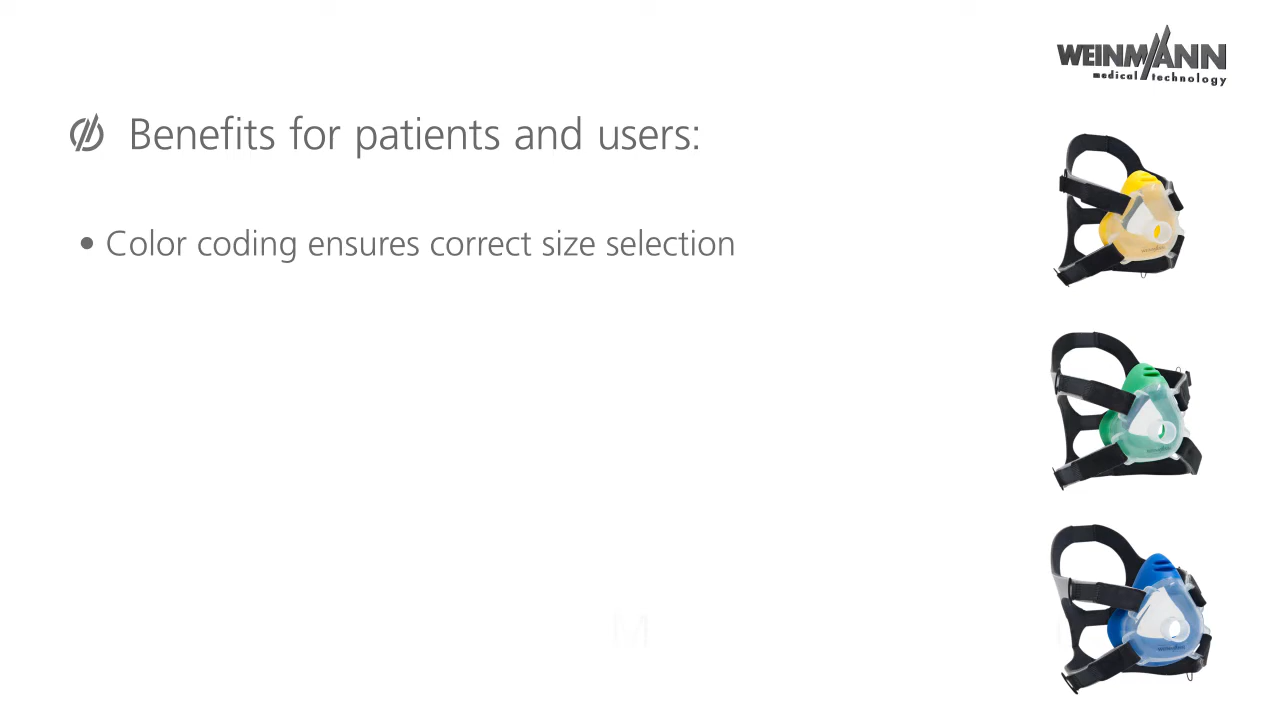 WEINMANN
medical technology
Benefits for patients and users:
• Color coding ensures correct size selection
M